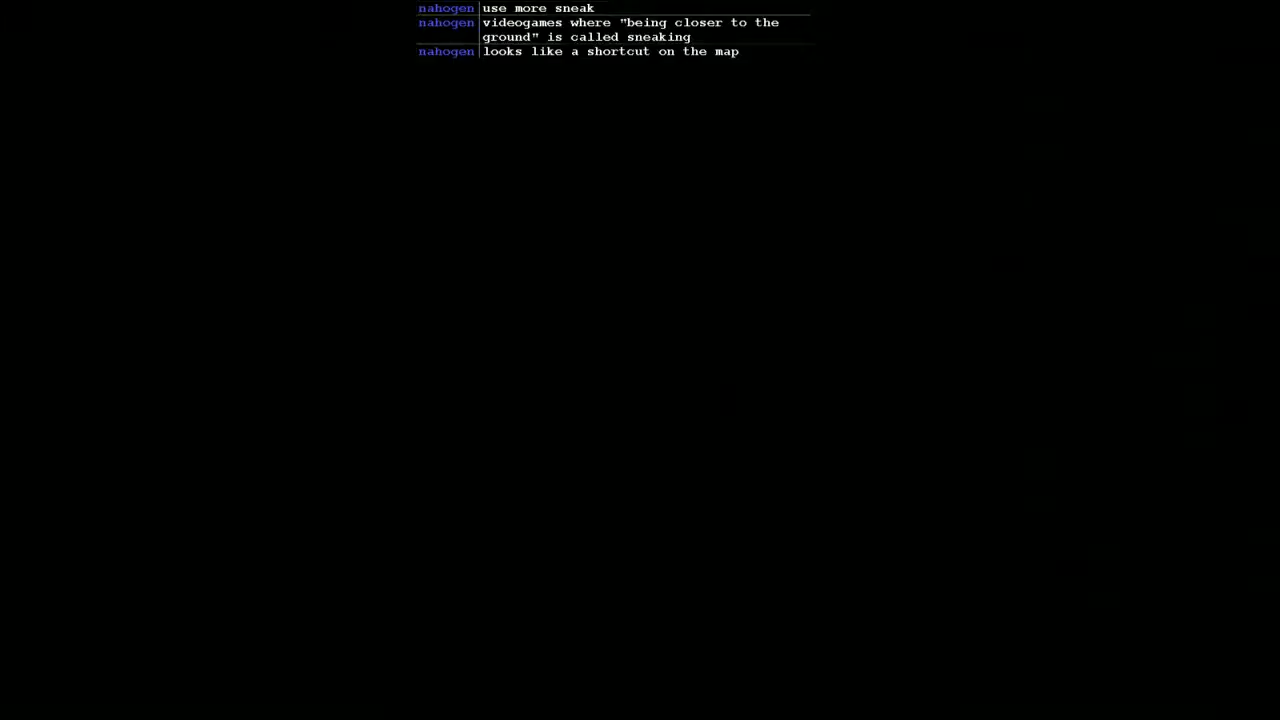 nahogen use more sneak
nahogen videogames where "being closer to the
ground" is called sneaking
nahogen looks like a shortcut on the map